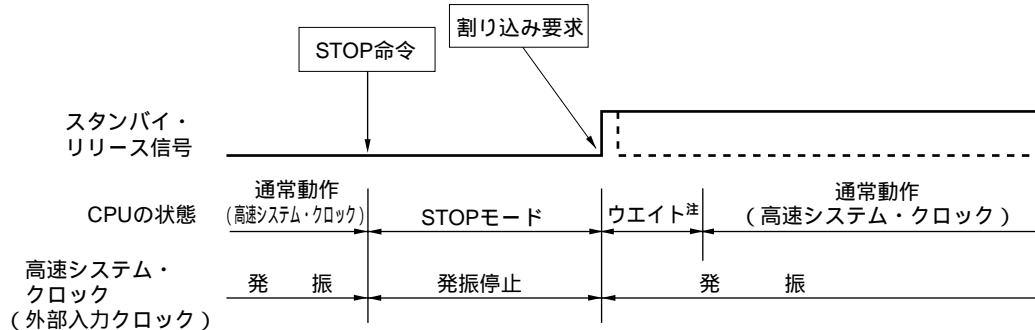 割り込み要求
STOP命令
スタンバイ・
リリース信号
通常動作
(高速システム・クロック)
CPUの状態
STOPモード
ウエイト注
通常動作
(高速システム・クロック)
高速システム・
クロック
(外部入力クロック)
発　振
発振停止
発　振